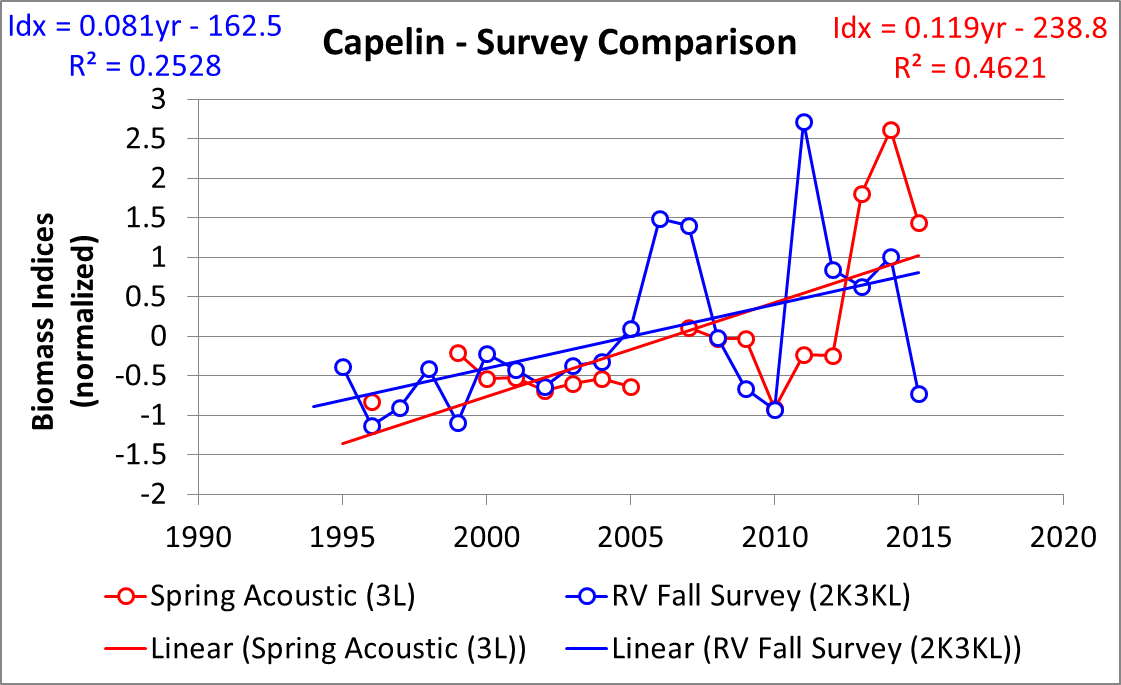 Idx = 0.081yr - 162.5
R² = 0.2528
Capelin - Survey Comparison
Idx = 0.119yr - 238.8
R² = 0.4621
Biomass Indices
(normalized)
3
2.5
2
1.5
1
0.5
0
-0.5
-1
-1.5
-2
1990 1995 2000 2005 2010 2015 2020
Spring Acoustic (3L) RV Fall Survey (2K3KL)
Linear (Spring Acoustic (3L)) Linear (RV Fall Survey (2K3KL))